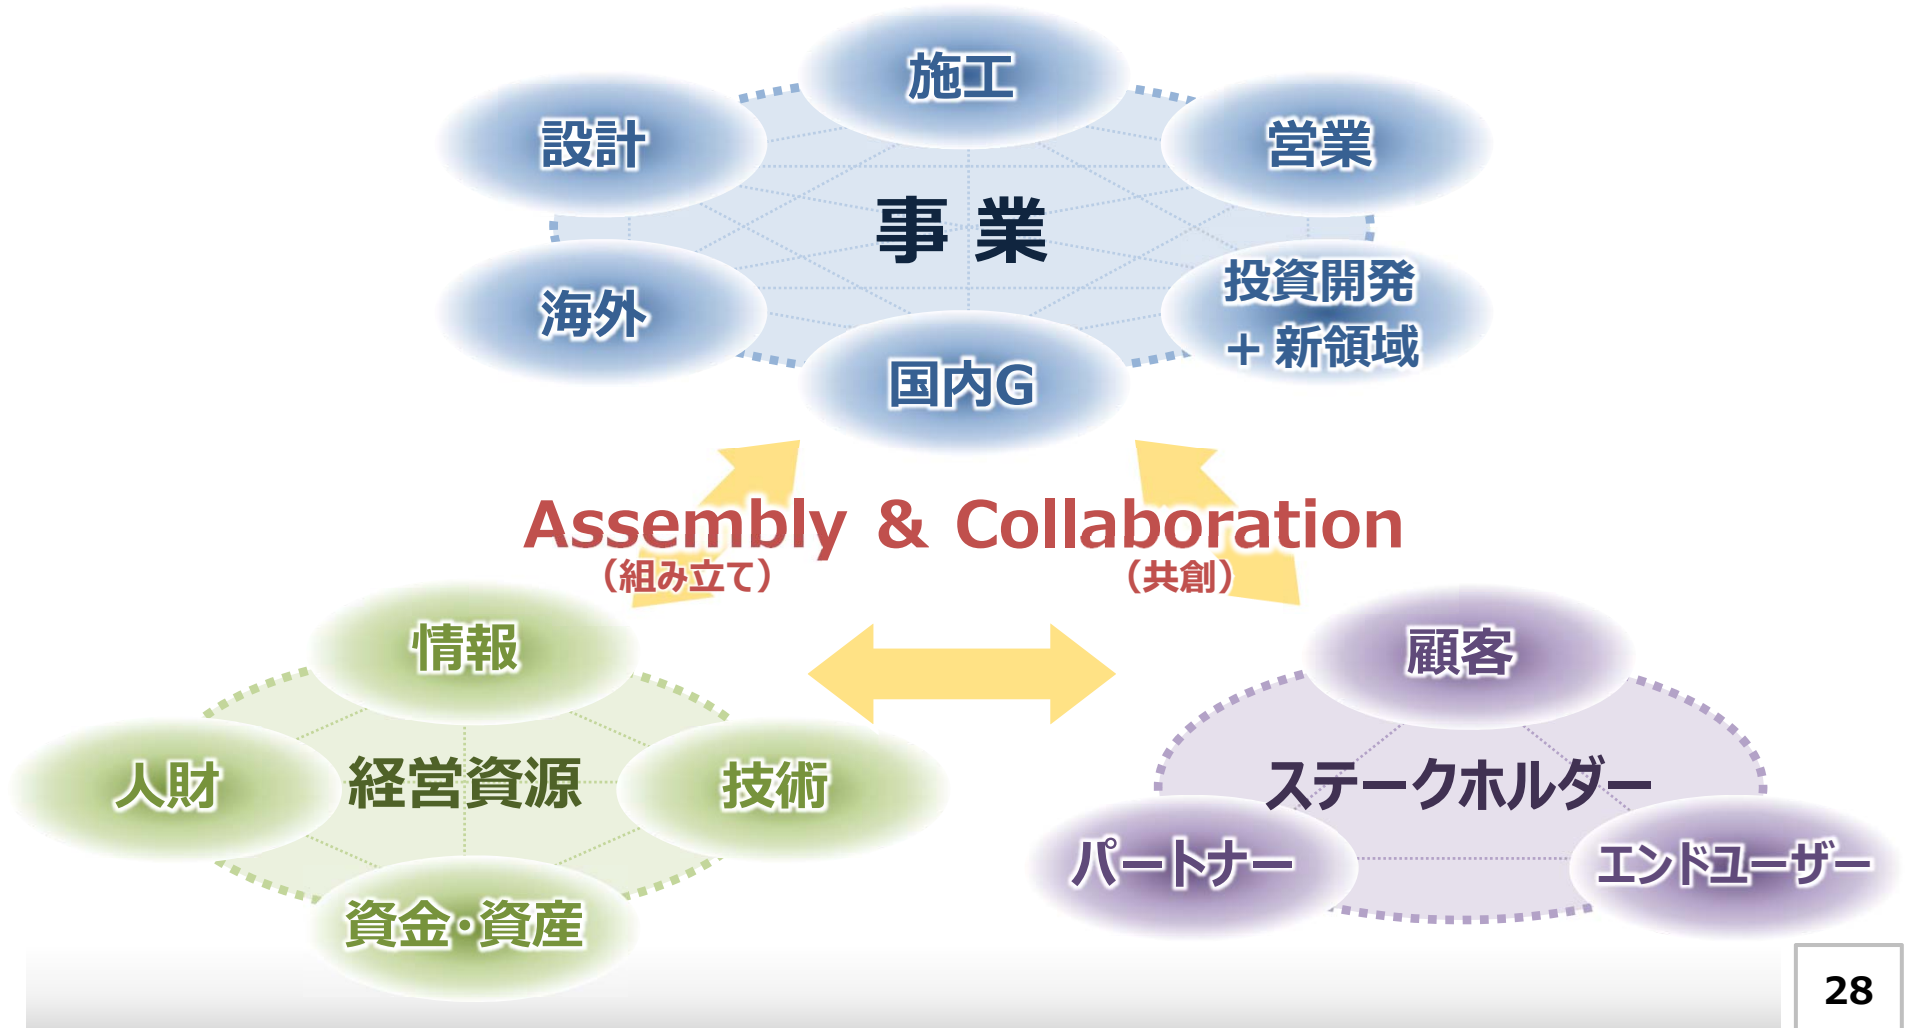 施工
設計
営業
事業
海外
投資開発
+ 新領域
国内G
Assembly & Collaboration
（組み立て）
（共創）
情報
顧客
人財
経営資源
技術
ステークホルダー
パートナー
エンドユーザー
資金・資産
28